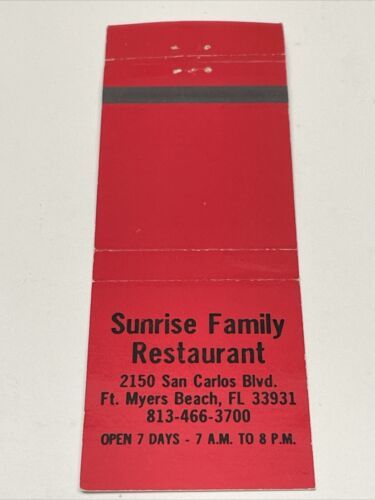 Sunrise Family
Restaurant
2150 San Carlos Blvd.
Ft. Myers Beach, FL 33931
813-466-3700
OPEN 7 DAYS - 7 A.M. TO 8 P.M.